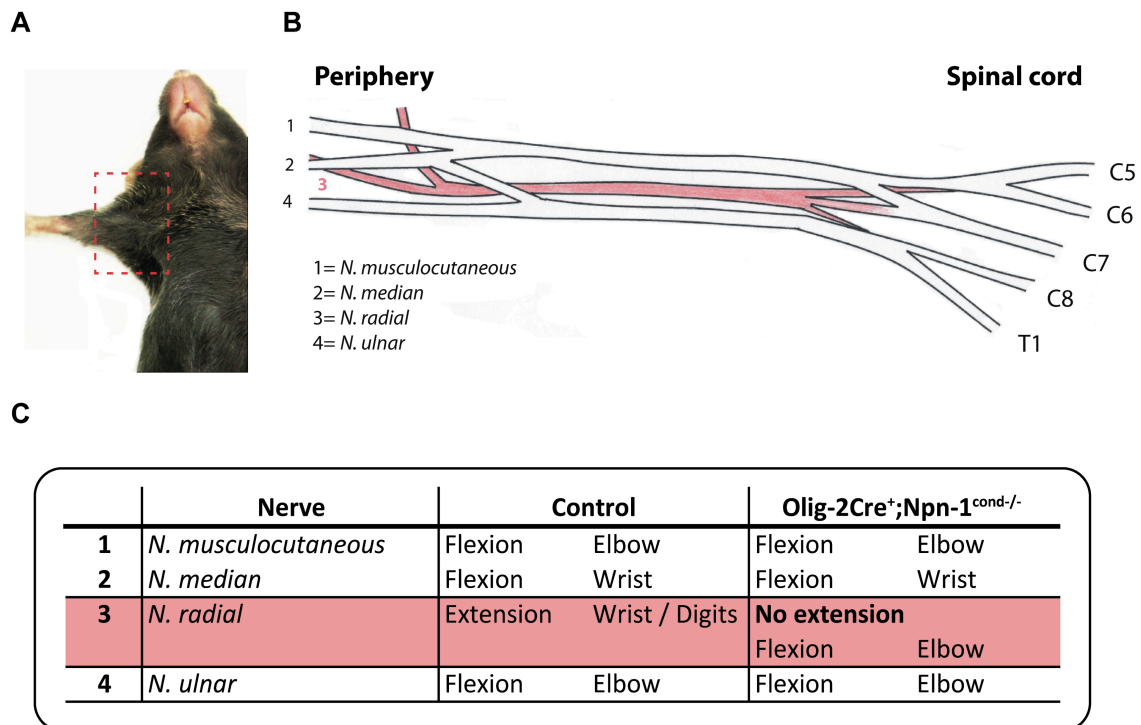 A
B
Periphery
Spinal cord
1
2
3
4
C5
C6
C7
C8
T1
1= N. musculocutaneous
2= N. median
3= N. radial
4= N. ulnar
C
Nerve Control Olig-2Cre+;Npn-1cond-/-
1 N. musculocutaneous Flexion Elbow Flexion Elbow
2 N. median Flexion Wrist Flexion Wrist
3 N. radial Extension Wrist / Digits No extension
Flexion Elbow
4 N. ulnar Flexion Elbow Flexion Elbow